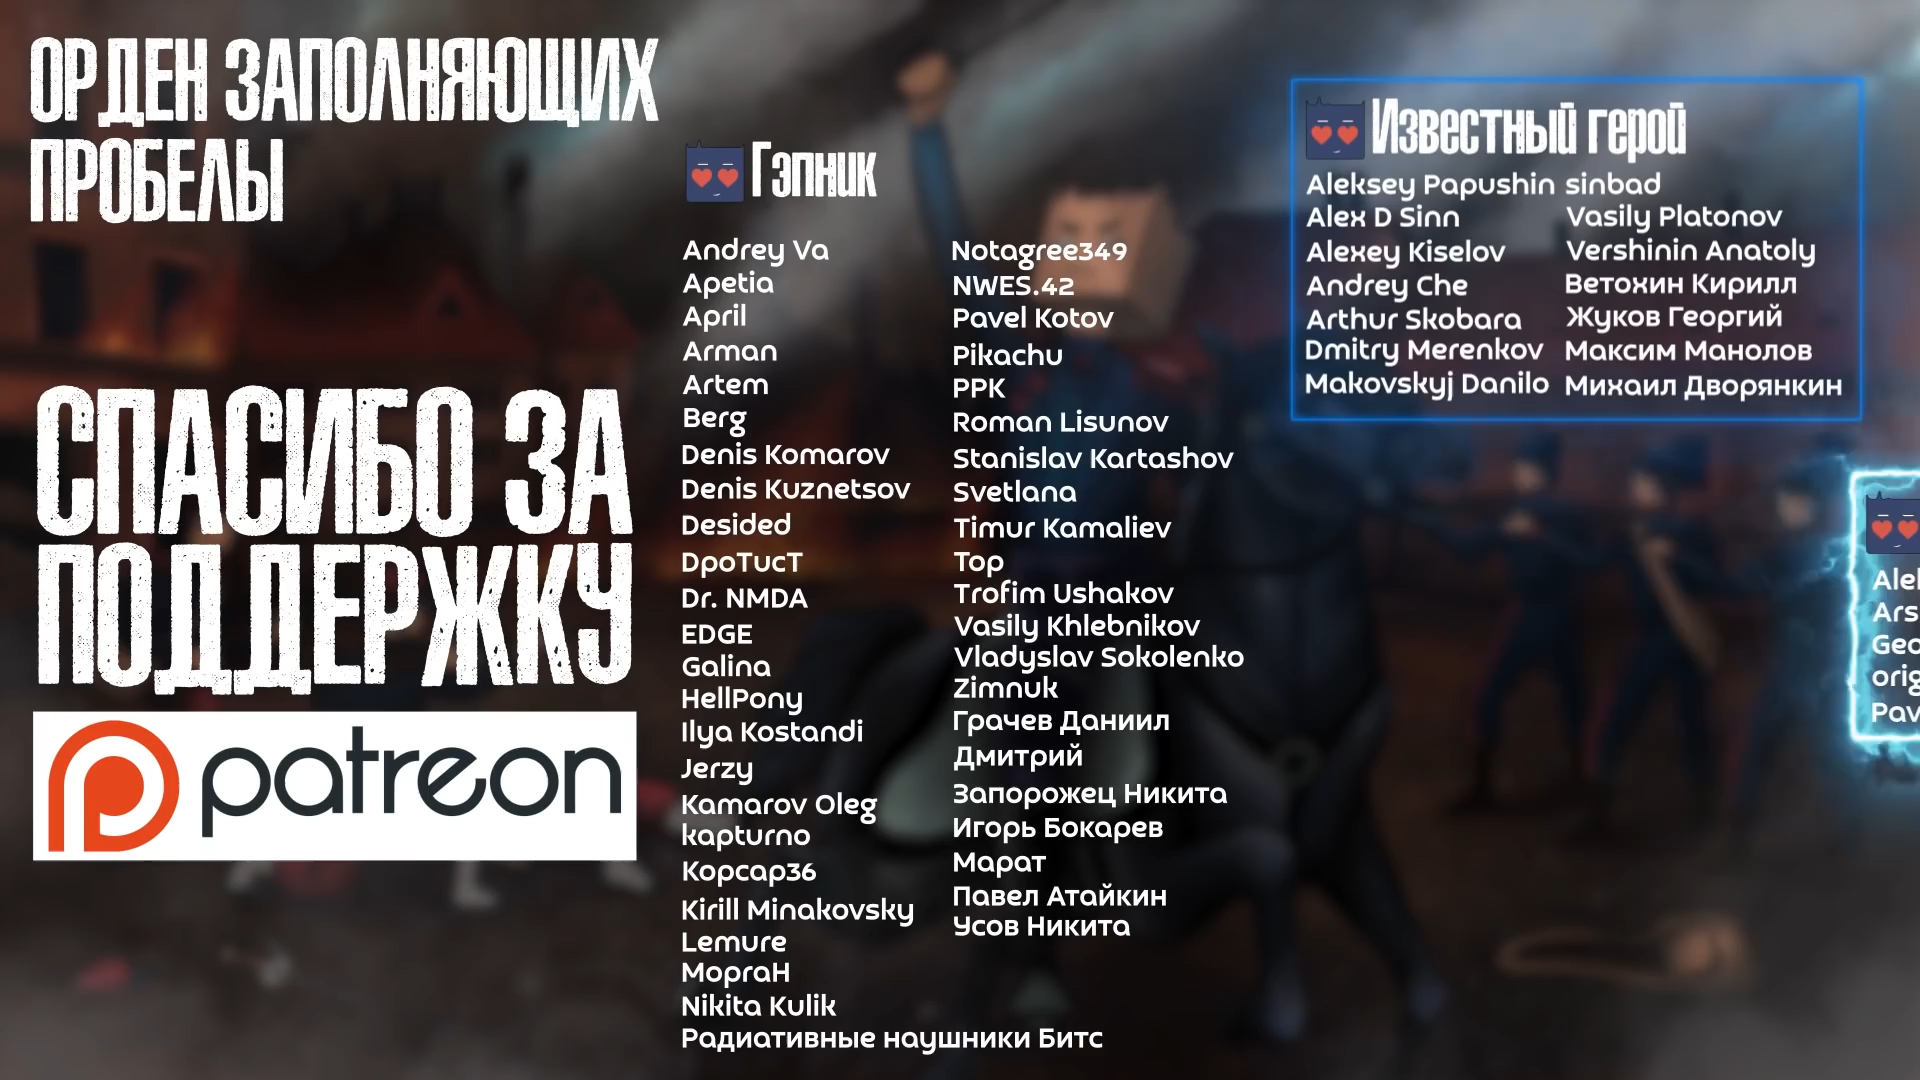 ОРДЕН ЗАПОЛНЯЮЩИХ
ПРОБЕЛЫ
СПАСИБО ЗА
ПОДДЕРЖКУ
patreon
Гэпник
Andrey Va
Apetia
April
Arman
Artem
Berg
Denis Komarov
Denis Kuznetsov
Desided
DpoTucT
Dr. NMDA
EDGE
Galina
HellPony
Ilya Kostandi
Jerzy
Kamarov Oleg
kapturno
Корсар36
Kirill Minakovsky
Lemure
МоргаН
Nikita Kulik
Радиативные наушники Битс
Notagree349
NWES.42
Pavel Kotov
Pikachu
PPK
Roman Lisunov
Stanislav Kartashov
Svetlana
Timur Kamaliev
Top
Trofim Ushakov
Vasily Khlebnikov
Vladyslav Sokolenko
Zimnuk
Грачев Даниил
Дмитрий
Запорожец Никита
Игорь Бокарев
Марат
Павел Атайкин
Усов Никита
Известный герой
Aleksey Papushin
Alex D Sinn
Alexey Kiselov
Andrey Che
Arthur Skobara
Dmitry Merenkov
Makovskyj Danilo
sinbad
Vasily Platonov
Vershinin Anatoly
Ветохин Кирилл
Жуков Георгий
Максим Манолов
Михаил Дворянкин